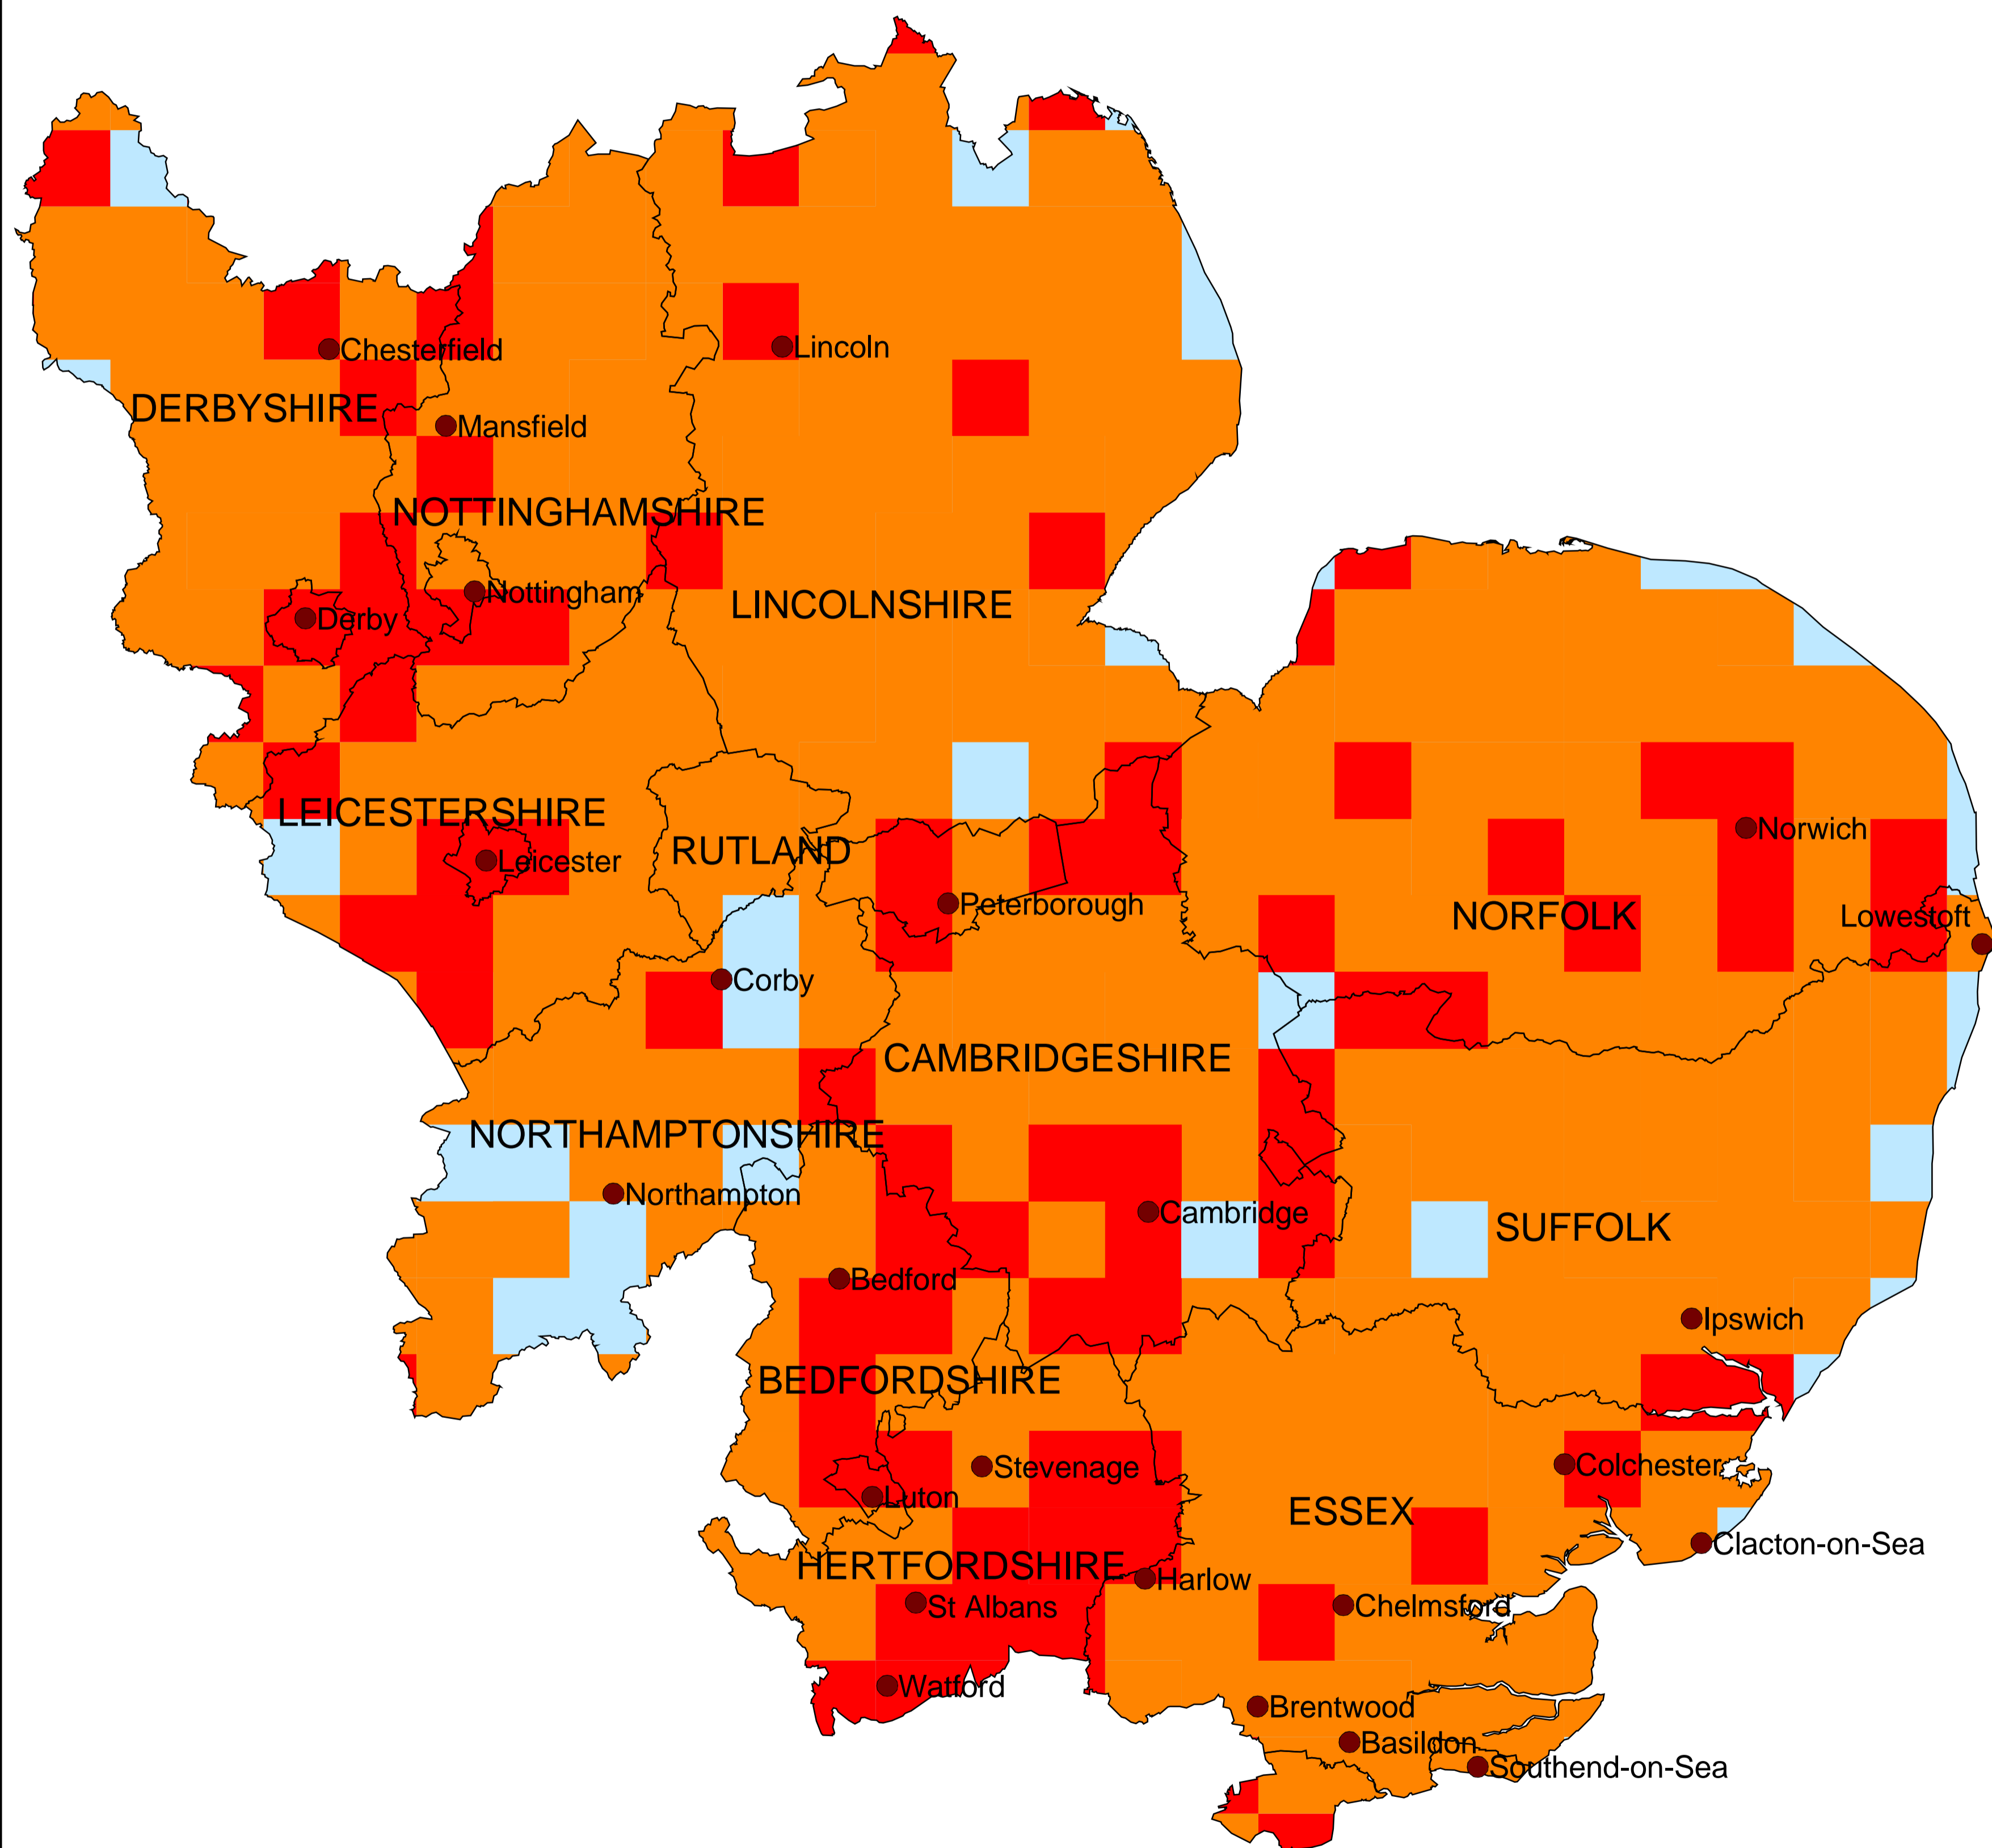 Chesterfield
Lincoln
DERBYSHIRE
Mansfield
NOTTINGHAMSHIRE
Nottingham
LINCOLNSHIRE
Derby
LEICESTERSHIRE
Norwich
RUTLAND
Leicester
Peterborough
NORFOLK
Lowestoft
Corby
CAMBRIDGESHIRE
NORTHAMPTONSHIRE
Northampton
Cambridge
SUFFOLK
Bedford
Ipswich
BEDFORDSHIRE
Stevenage
Colchester
Luton
ESSEX
Clacton-on-Sea
HERTFORDSHIRE
Harlow
St Albans
Chelmsford
Watford
Brentwood
Basildon
Southend-on-Sea